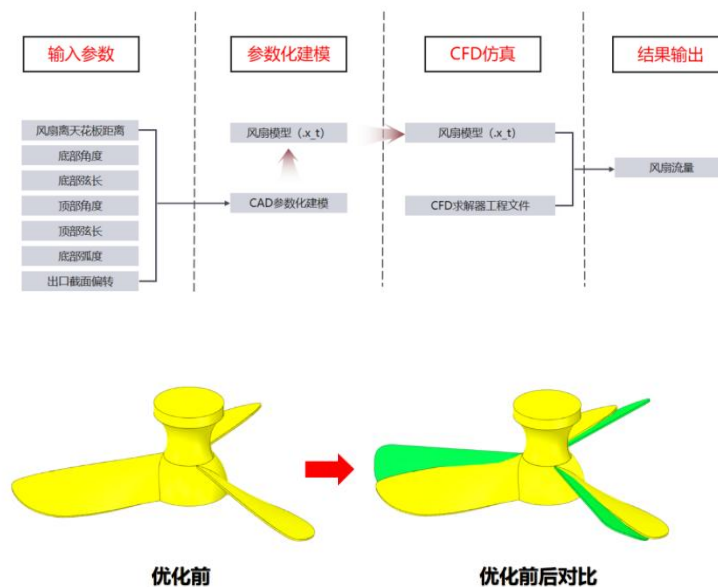 输入参数
参数化建模
CFD仿真
结果输出
风扇离天花板距离
底部角度
底部弦长
顶部角度
顶部弦长
底部弧度
出口截面偏转
风扇模型（.x_t）
CAD参数化建模
风扇模型（.x_t）
CFD求解器工程文件
风扇流量
优化前
优化前后对比